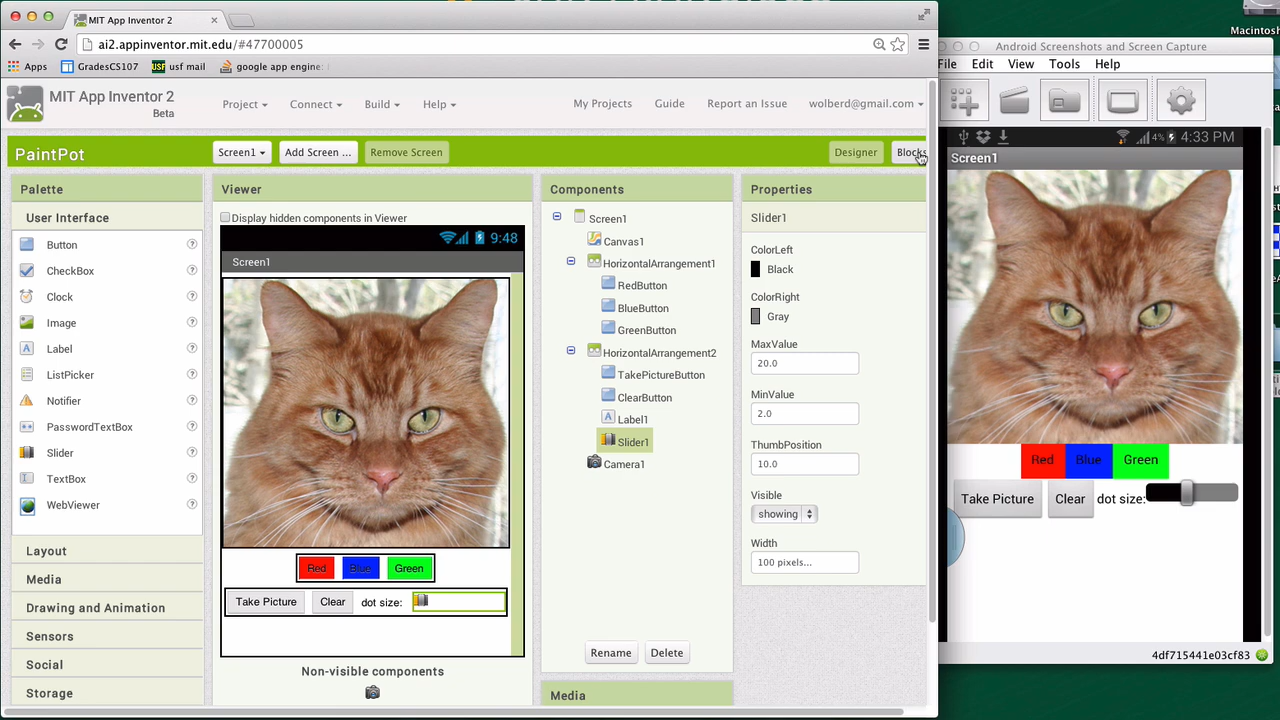 MIT App Inventor 2
ai2.appinventor.mit.edu/#47700005
Apps GradesCS107 USF usf mail google app engine:
MIT App Inventor 2
Beta
Project Connect Build Help
My Projects Guide Report an Issue wolberd@gmail.com
PaintPot
Screen1 Add Screen ... Remove Screen
Designer Blocks
Palette
User Interface
Button ?
CheckBox ?
Clock ?
Image ?
Label ?
ListPicker ?
Notifier ?
PasswordTextBox ?
Slider ?
TextBox ?
WebViewer ?
Layout
Media
Drawing and Animation
Sensors
Social
Storage
Viewer
Display hidden components in Viewer
9:48
Screen1
Red Blue Green
Take Picture Clear dot size:
Non-visible components
Components
Screen1
Canvas1
HorizontalArrangement1
RedButton
BlueButton
GreenButton
HorizontalArrangement2
TakePictureButton
ClearButton
A Label1
Slider1
Camera1
Rename Delete
Media
Properties
Slider1
ColorLeft
Black
ColorRight
Gray
MaxValue
20.0
MinValue
2.0
ThumbPosition
10.0
Visible
showing
Width
100 pixels...
Macintosh
Android Screenshots and Screen Capture
File Edit View Tools Help
4% 4:33 PM
Screen1
Red Blue Green
Take Picture Clear dot size:
4df715441e03cf83